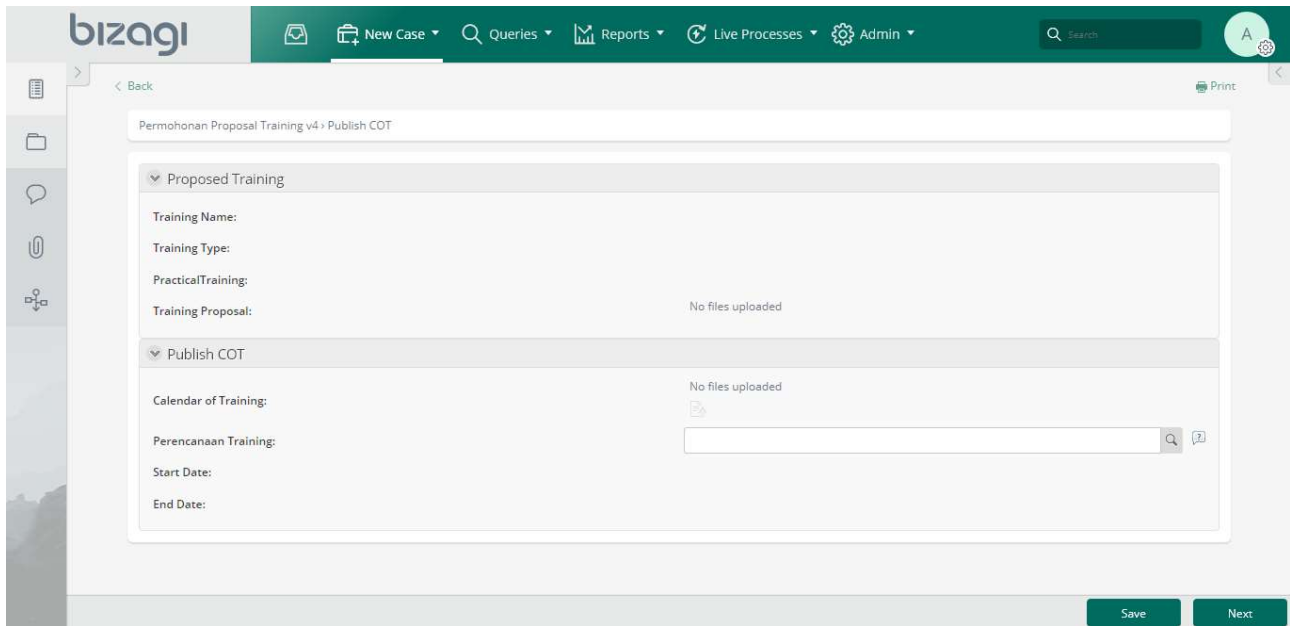 bizagi
New Case
Queries
Reports
Live Processes
Admin
Search
A
Back
Print
Permohonan Proposal Training v4 › Publish COT
Proposed Training
Training Name:
Training Type:
PracticalTraining:
Training Proposal:
No files uploaded
Publish COT
Calendar of Training:
No files uploaded
Perencanaan Training:
?
Start Date:
End Date:
Save
Next